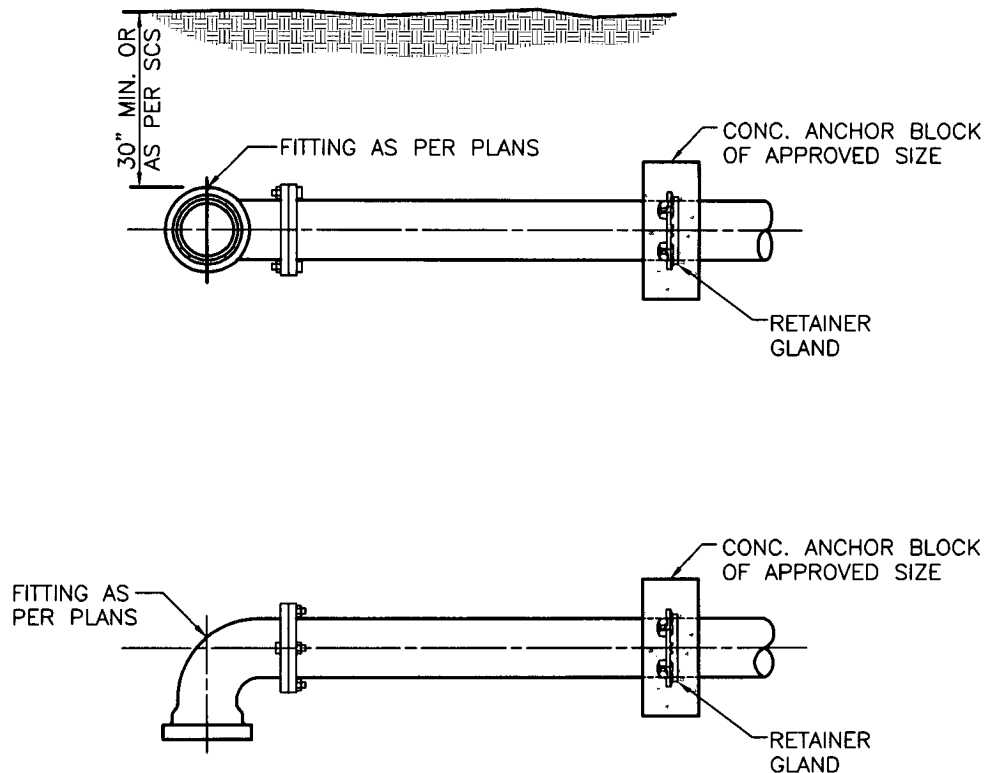 30" MIN. OR
AS PER SCS
FITTING AS PER PLANS
CONC. ANCHOR BLOCK
OF APPROVED SIZE
RETAINER
GLAND
CONC. ANCHOR BLOCK
OF APPROVED SIZE
FITTING AS
PER PLANS
RETAINER
GLAND